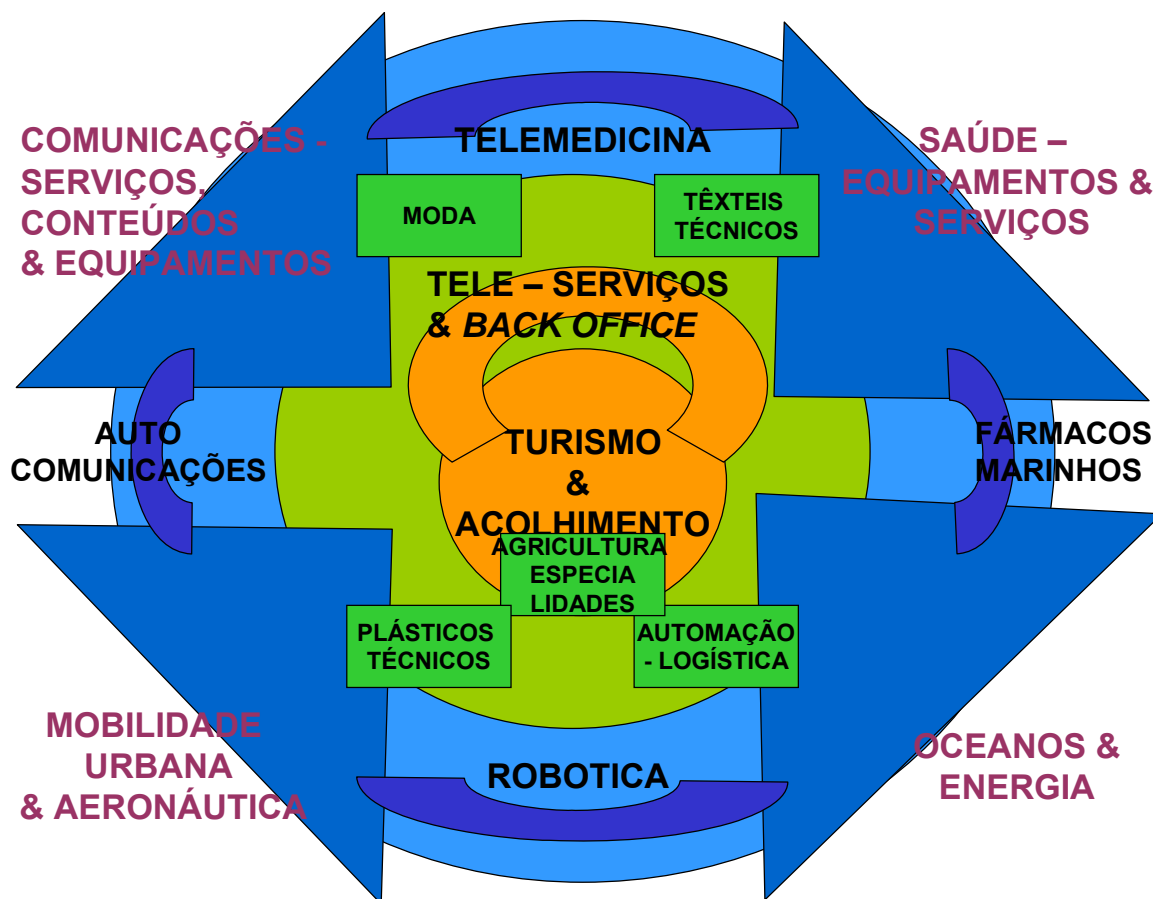 COMUNICAÇÕES -
SERVIÇOS,
CONTEÚDOS
& EQUIPAMENTOS
TELEMEDICINA
SAÚDE –
EQUIPAMENTOS &
SERVIÇOS
MODA
TÊXTEIS
TÉCNICOS
TELE – SERVIÇOS
& BACK OFFICE
AUTO
COMUNICAÇÕES
TURISMO
&
ACOLHIMENTO
FÁRMACOS
MARINHOS
AGRICULTURA
ESPECIA
LIDADES
PLÁSTICOS
TÉCNICOS
AUTOMAÇÃO
- LOGÍSTICA
MOBILIDADE
URBANA
& AERONÁUTICA
ROBOTICA
OCEANOS &
ENERGIA